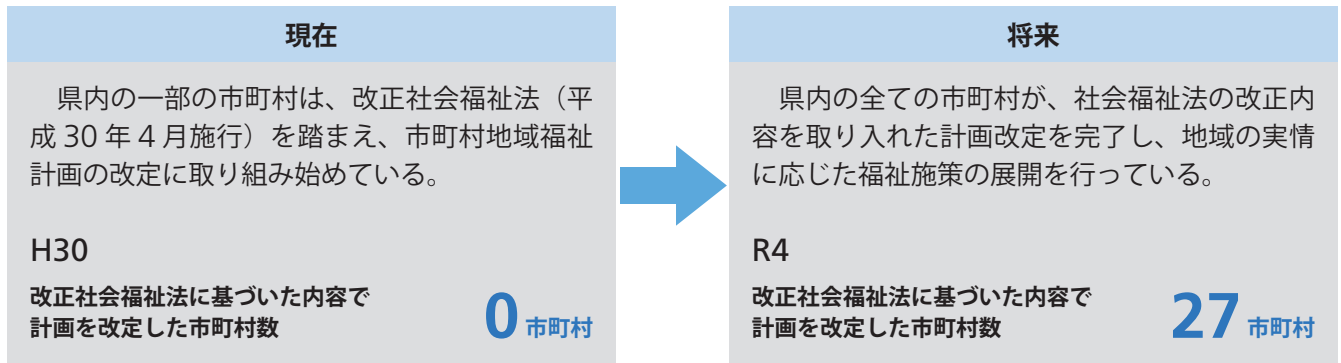 現在
県内の一部の市町村は、改正社会福祉法（平
成 30 年 4 月施行）を踏まえ、市町村地域福祉
計画の改定に取り組み始めている。
H30
改正社会福祉法に基づいた内容で
計画を改定した市町村数
0 市町村
将来
県内の全ての市町村が、社会福祉法の改正内
容を取り入れた計画改定を完了し、地域の実情
に応じた福祉施策の展開を行っている。
R4
改正社会福祉法に基づいた内容で
計画を改定した市町村数
27 市町村